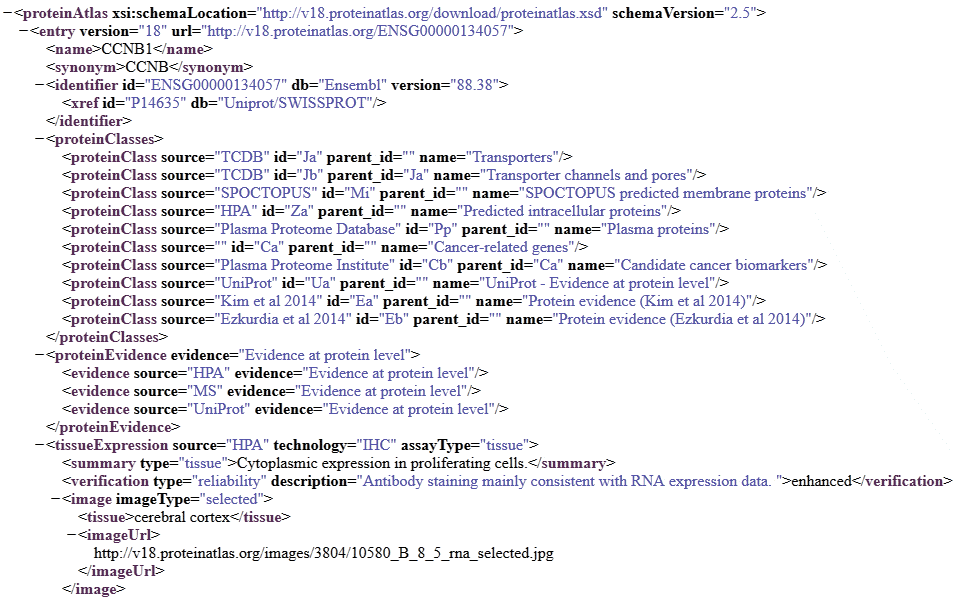 −<proteinAtlas xsi:schemaLocation="http://v18.proteinatlas.org/download/proteinatlas.xsd" schemaVersion="2.5">
−<entry version="18" url="http://v18.proteinatlas.org/ENSG00000134057">
<name>CCNB1</name>
<synonym>CCNB</synonym>
−<identifier id="ENSG00000134057" db="Ensembl" version="88.38">
<xref id="P14635" db="Uniprot/SWISSPROT"/>
</identifier>
−<proteinClasses>
<proteinClass source="TCDB" id="Ja" parent_id="" name="Transporters"/>
<proteinClass source="TCDB" id="Jb" parent_id="Ja" name="Transporter channels and pores"/>
<proteinClass source="SPOCTOPUS" id="Mi" parent_id="" name="SPOCTOPUS predicted membrane proteins"/>
<proteinClass source="HPA" id="Za" parent_id="" name="Predicted intracellular proteins"/>
<proteinClass source="Plasma Proteome Database" id="Pp" parent_id="" name="Plasma proteins"/>
<proteinClass source="" id="Ca" parent_id="" name="Cancer-related genes"/>
<proteinClass source="Plasma Proteome Institute" id="Cb" parent_id="Ca" name="Candidate cancer biomarkers"/>
<proteinClass source="UniProt" id="Ua" parent_id="" name="UniProt - Evidence at protein level"/>
<proteinClass source="Kim et al 2014" id="Ea" parent_id="" name="Protein evidence (Kim et al 2014)"/>
<proteinClass source="Ezkurdia et al 2014" id="Eb" parent_id="" name="Protein evidence (Ezkurdia et al 2014)"/>
</proteinClasses>
−<proteinEvidence evidence="Evidence at protein level">
<evidence source="HPA" evidence="Evidence at protein level"/>
<evidence source="MS" evidence="Evidence at protein level"/>
<evidence source="UniProt" evidence="Evidence at protein level"/>
</proteinEvidence>
−<tissueExpression source="HPA" technology="IHC" assayType="tissue">
<summary type="tissue">Cytoplasmic expression in proliferating cells.</summary>
<verification type="reliability" description="Antibody staining mainly consistent with RNA expression data. ">enhanced</verification>
−<image imageType="selected">
<tissue>cerebral cortex</tissue>
−<imageUrl>
http://v18.proteinatlas.org/images/3804/10580_B_8_5_rna_selected.jpg
</imageUrl>
</image>